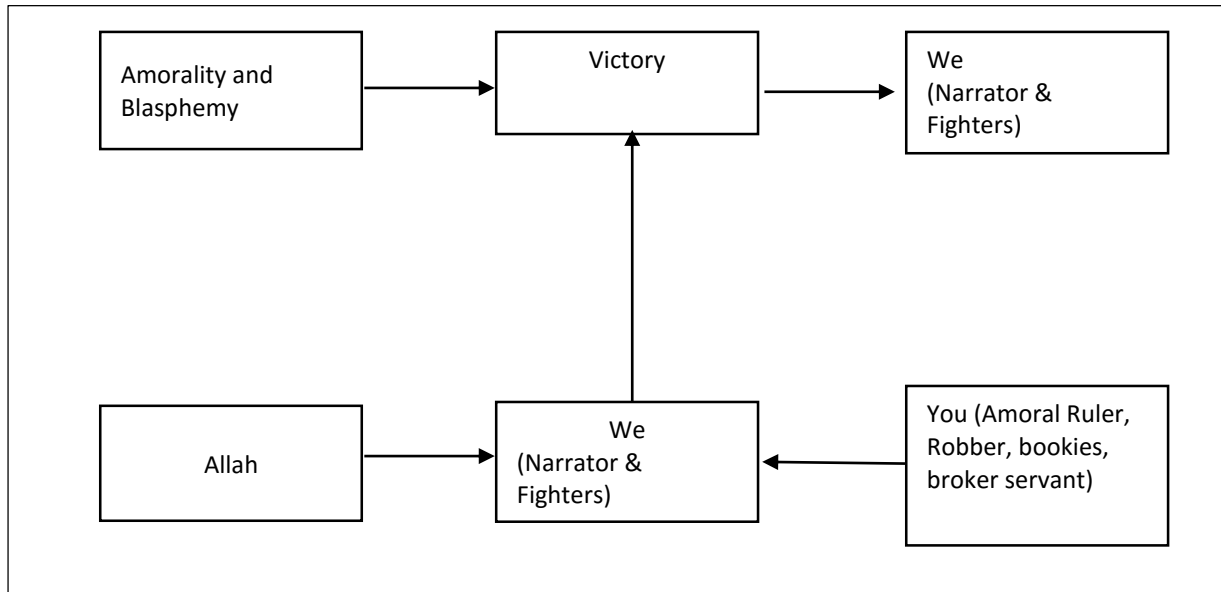 Amorality and
Blasphemy
Victory
We
(Narrator &
Fighters)
Allah
We
(Narrator &
Fighters)
You (Amoral Ruler,
Robber, bookies,
broker servant)